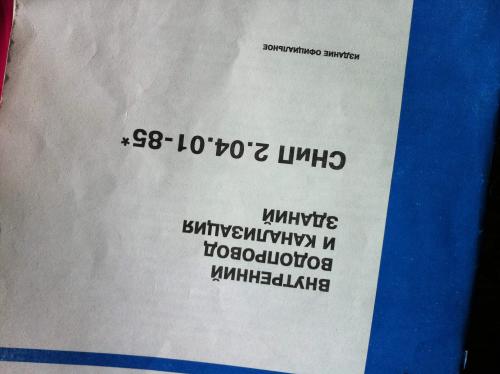 ИЗДАНИЕ ОФИЦИАЛЬНОЕ
СНиП 2.04.01-85*
ВНУТРЕННИЙ
ВОДОПРОВОД
И КАНАЛИЗАЦИЯ
ЗДАНИЙ